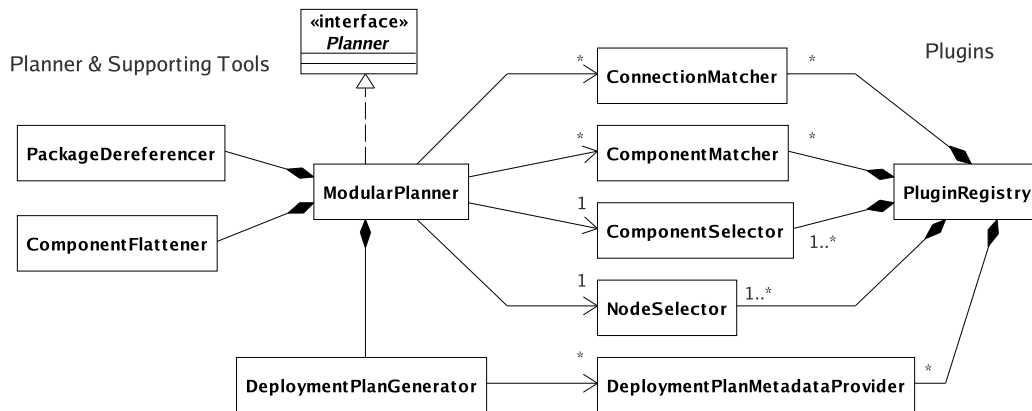 «interface»
Planner
Planner & Supporting Tools
Plugins
*
ConnectionMatcher
*
PackageDereferencer
*
ComponentMatcher
*
ModularPlanner
PluginRegistry
1
ComponentSelector
1..*
ComponentFlattener
1
NodeSelector
1..*
DeploymentPlanGenerator
*
DeploymentPlanMetadataProvider
*